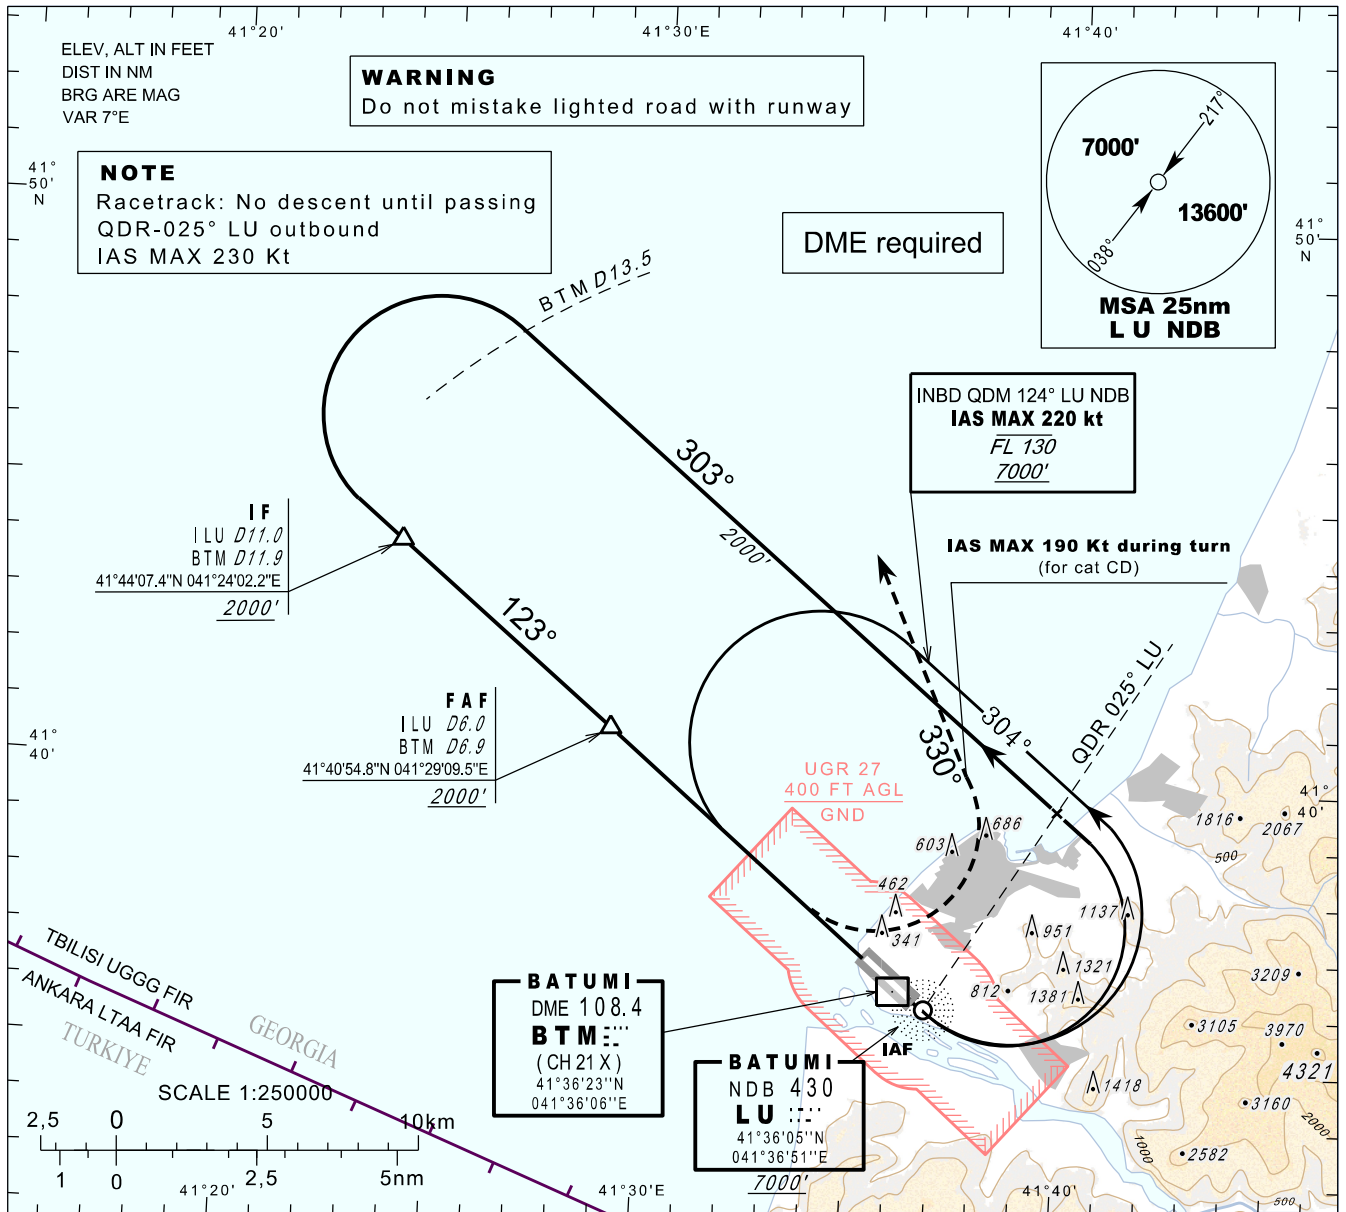 41°20'
41°30'E
41°40'
ELEV, ALT IN FEET
DIST IN NM
BRG ARE MAG
VAR 7°E
WARNING
Do not mistake lighted road with runway
41°
50'
N
NOTE
Racetrack: No descent until passing
QDR-025° LU outbound
IAS MAX 230 Kt
DME required
217°
7000'
13600'
038°
MSA 25nm
L U NDB
41°
50'
N
BTM D13.5
INBD QDM 124° LU NDB
IAS MAX 220 kt
FL 130
7000'
303°
2000'
IAS MAX 190 Kt during turn
(for cat CD)
I F
I LU D11.0
BTM D11.9
41°44'07.4"N 041°24'02.2"E
2000'
123°
QDR 025° LU
F A F
I LU D6.0
BTM D6.9
41°40'54.8"N 041°29'09.5"E
2000'
41°
40'
304°
330°
UGR 27
400 FT AGL
GND
41°
40'
1816
2067
500
686
603
462
341
1137
951
1321
1381
812
3209
3105
3970
4321
3160
2582
1418
1000
2000
500
TBILISI UGGG FIR
ANKARA LTAA FIR
GEORGIA
TURKIYE
BATUMI
DME 108.4
BTM
(CH 21 X)
41°36'23''N
041°36'06''E
IAF
BATUMI
NDB 430
LU
41°36'05''N
041°36'51''E
7000'
SCALE 1:250000
2,5 0 5 10km
1 0 2,5 5nm
41°20'
41°30'E
41°40'